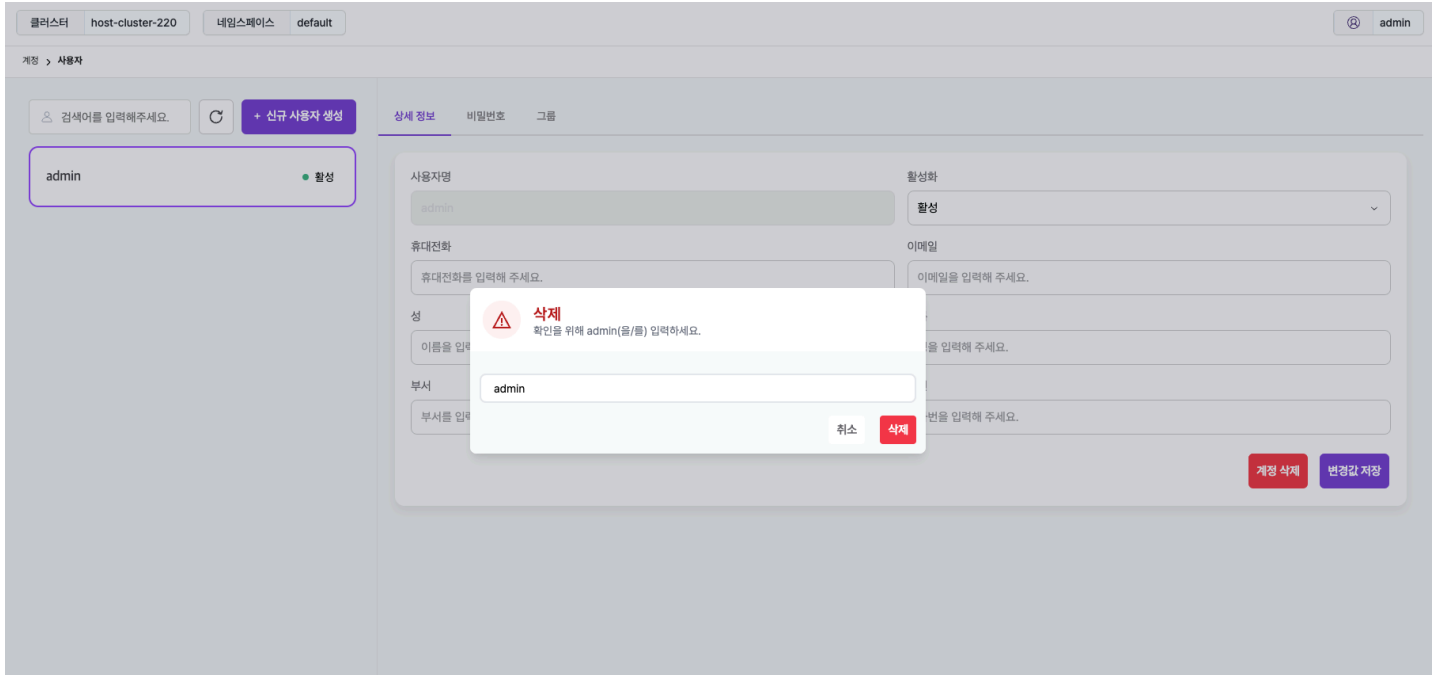 클러스터 host-cluster-220 네임스페이스 default admin
계정 > 사용자
검색어를 입력해주세요. + 신규 사용자 생성
admin 활성
상세 정보 비밀번호 그룹
사용자명 활성화
admin 활성
휴대전화 이메일
휴대전화를 입력해 주세요. 이메일을 입력해 주세요.
성
이름을 입력 을 입력해 주세요.
부서
부서를 입력 번을 입력해 주세요.
삭제
확인을 위해 admin(을/를) 입력하세요.
admin
취소 삭제
계정 삭제 변경값 저장